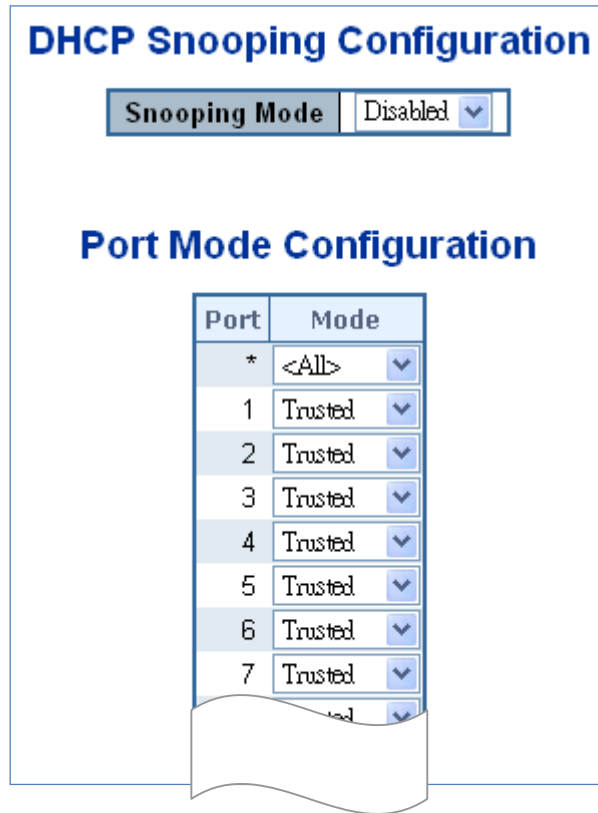 DHCP Snooping Configuration
Snooping Mode Disabled
Port Mode Configuration
Port Mode
* <All>
1 Trusted
2 Trusted
3 Trusted
4 Trusted
5 Trusted
6 Trusted
7 Trusted